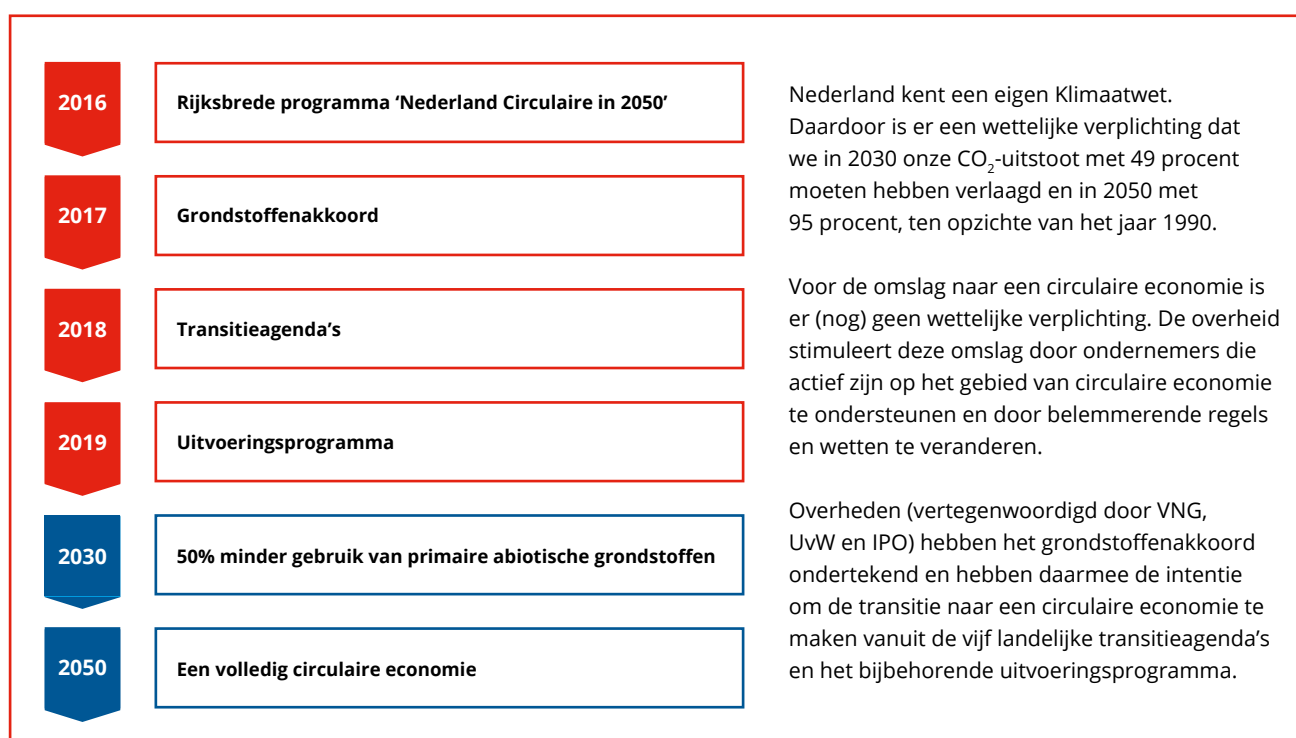 2016
Rijksbrede programma ‘Nederland Circulaire in 2050’
2017
Grondstoffenakkoord
2018
Transitieagenda’s
2019
Uitvoeringsprogramma
2030
50% minder gebruik van primaire abiotische grondstoffen
2050
Een volledig circulaire economie
Nederland kent een eigen Klimaatwet.
Daardoor is er een wettelijke verplichting dat
we in 2030 onze CO₂-uitstoot met 49 procent
moeten hebben verlaagd en in 2050 met
95 procent, ten opzichte van het jaar 1990.
Voor de omslag naar een circulaire economie is
er (nog) geen wettelijke verplichting. De overheid
stimuleert deze omslag door ondernemers die
actief zijn op het gebied van circulaire economie
te ondersteunen en door belemmerende regels
en wetten te veranderen.
Overheden (vertegenwoordigd door VNG,
UvW en IPO) hebben het grondstoffenakkoord
ondertekend en hebben daarmee de intentie
om de transitie naar een circulaire economie te
maken vanuit de vijf landelijke transitieagenda’s
en het bijbehorende uitvoeringsprogramma.